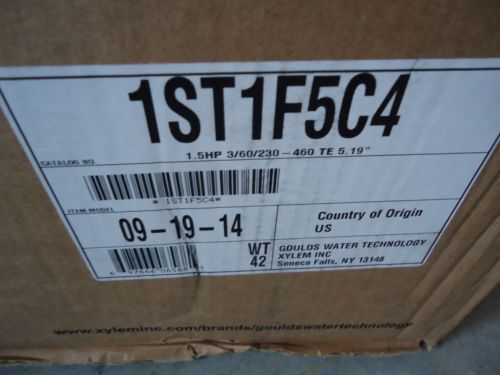 1ST1F5C4
1.5HP 3/60/230-460 TE 5.19"
CATALOG NO.
* 1ST1F5C4*
ITEM MODEL
09-19-14
WT
42
Country of Origin
US
GOULDS WATER TECHNOLOGY
XYLEM INC
Seneca Falls, NY 13148
www.xyleminc.com/brands/gouldswatertechnology